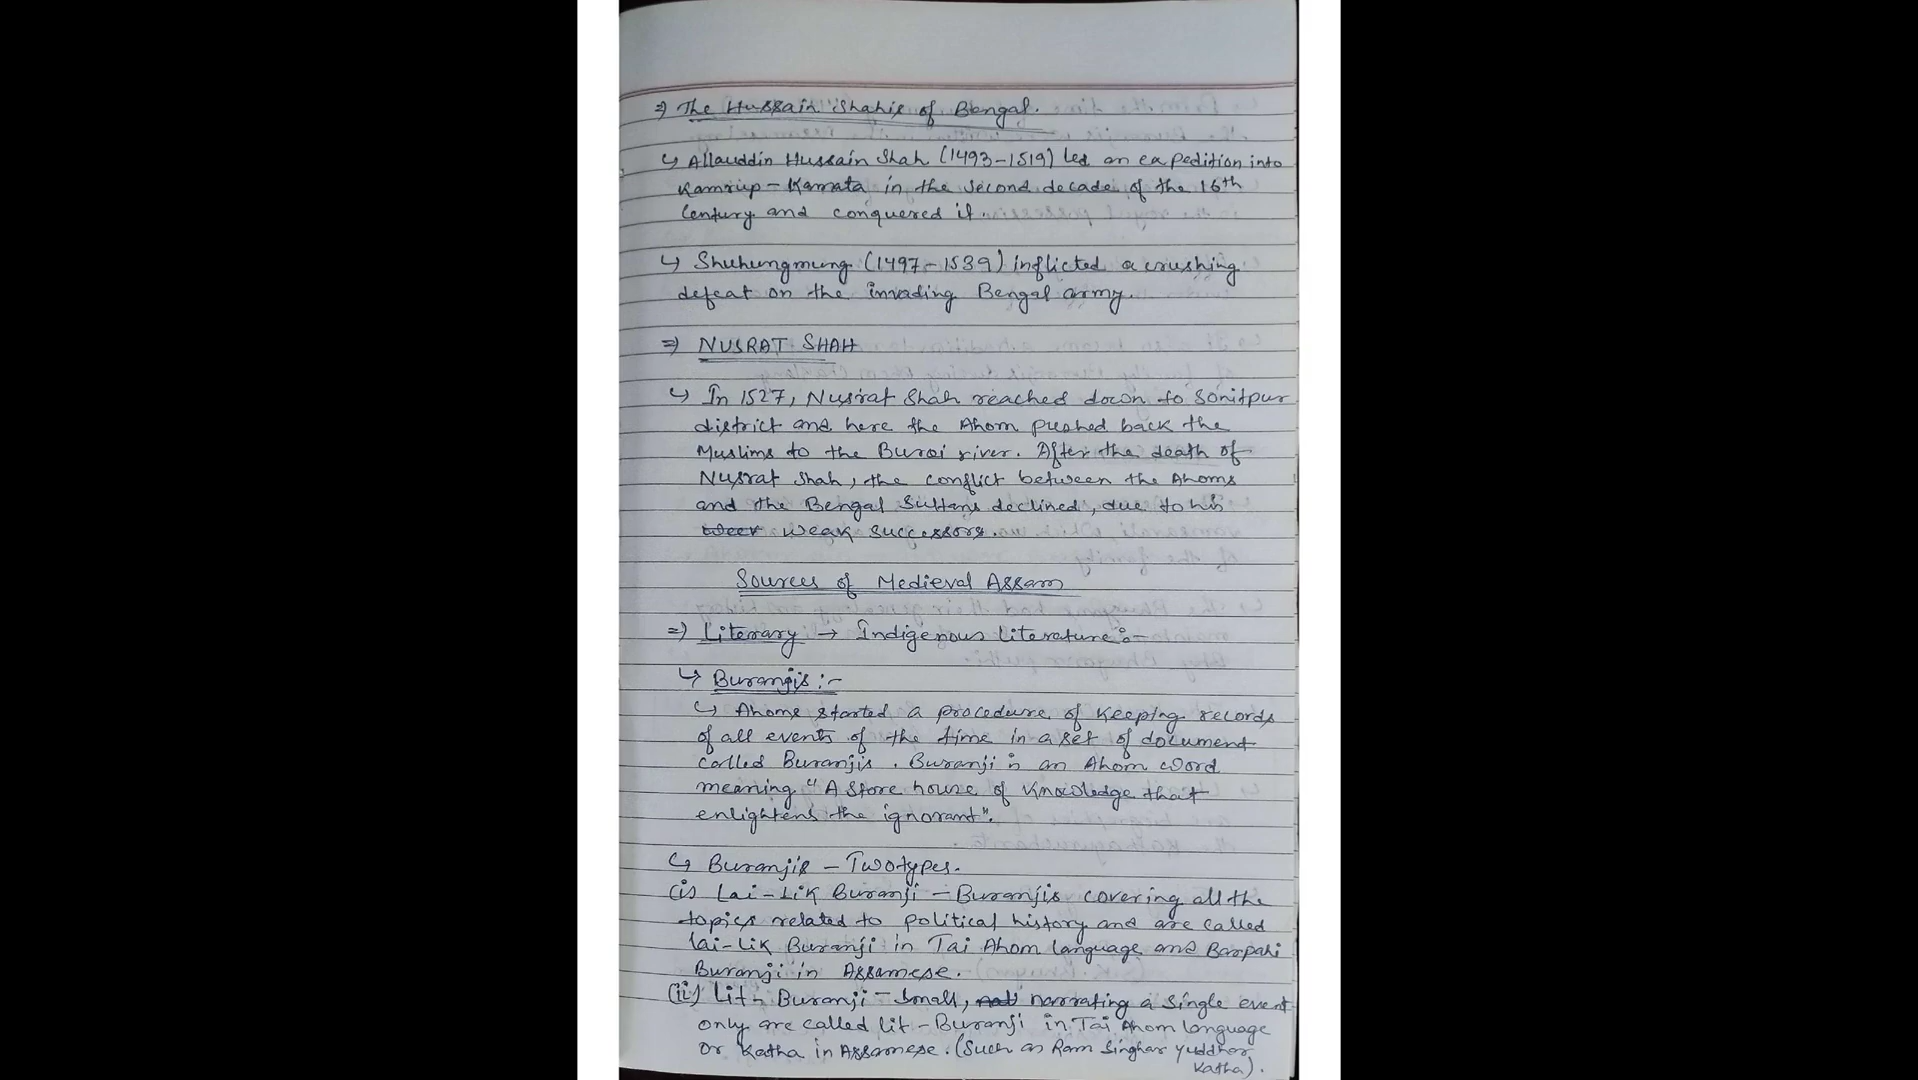 ⇒ The Hussain Shahis of Bengal.
↳ Allauddin Hussain Shah (1493-1519) led an expedition into
Kamrup - Kamata in the second decade of the 16th
Century and conquered it.
↳ Shuhungmung (1497-1539) inflicted a crushing
defeat on the invading Bengal army.
⇒ NUSRAT SHAH
↳ In 1527, Nusrat Shah reached down to Sonitpur
district and here the Ahom pushed back the
Muslims to the Buroi river. After the death of
Nusrat Shah, the conflict between the Ahoms
and the Bengal Sultans declined, due to his
weak successors.
Sources of Medieval Assam
⇒ Literary → Indigenous literature :-
↳ Buranjis :-
↳ Ahoms started a procedure of keeping records
of all events of the time in a set of document
called Buranjis. Buranji is an Ahom word
meaning "A store house of knowledge that
enlightens the ignorant".
↳ Buranjis - Two types.
(i) Lai-Lik Buranji - Buranjis covering all the
topics related to political history and are called
lai-lik Buranji in Tai Ahom language and Barpahi
Buranji in Assamese.
(ii) Lit - Buranji - Small, narrating a single event
only are called lit - Buranji in Tai Ahom language
or Katha in Assamese. (Such as Ram Singhar Yuddhor
Katha).